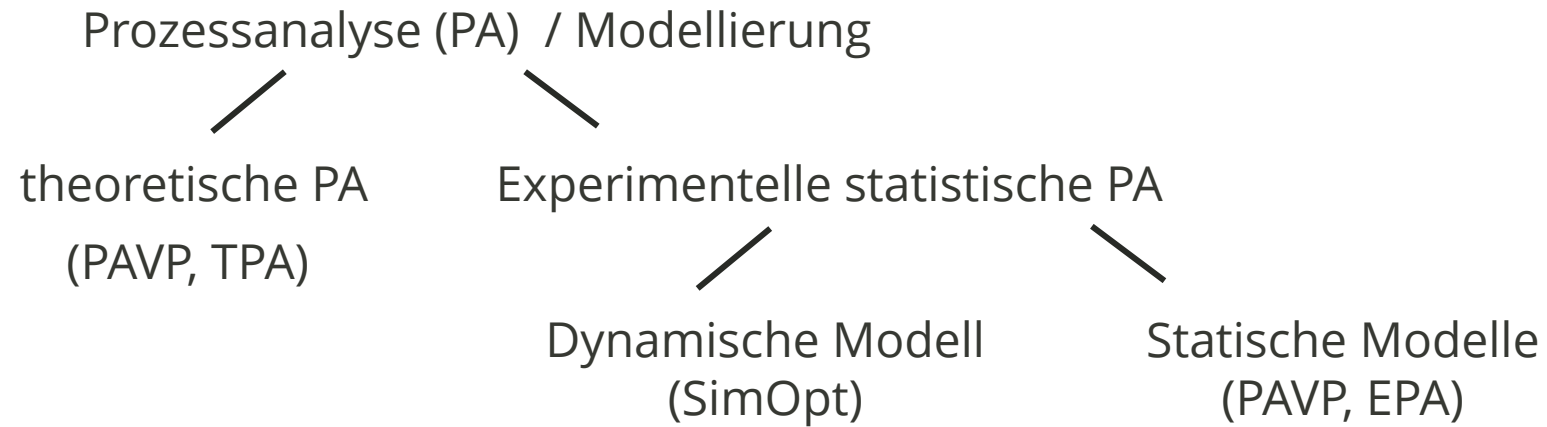 Prozessanalyse (PA) / Modellierung
theoretische PA
(PAVP, TPA)
Experimentelle statistische PA
Dynamische Modell
(SimOpt)
Statische Modelle
(PAVP, EPA)